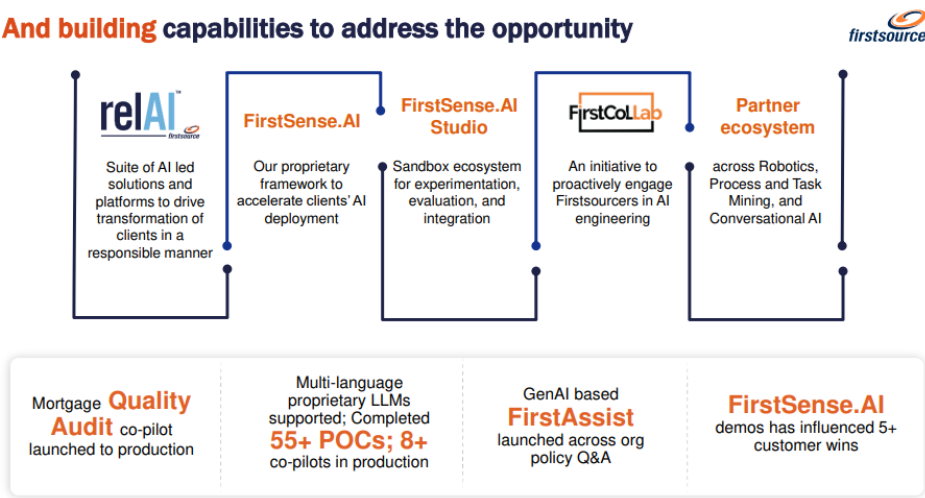 And building capabilities to address the opportunity
firstsource
relAI™
firstsource
Suite of AI led
solutions and
platforms to drive
transformation of
clients in a
responsible manner
FirstSense.AI
Our proprietary
framework to
accelerate clients' AI
deployment
FirstSense.AI
Studio
Sandbox ecosystem
for experimentation,
evaluation, and
integration
FirstCoLLab
An initiative to
proactively engage
Firstsourcers in AI
engineering
Partner
ecosystem
across Robotics,
Process and Task
Mining, and
Conversational AI
Mortgage Quality
Audit co-pilot
launched to production
Multi-language
proprietary LLMs
supported; Completed
55+ POCs; 8+
co-pilots in production
GenAI based
FirstAssist
launched across org
policy Q&A
FirstSense.AI
demos has influenced 5+
customer wins